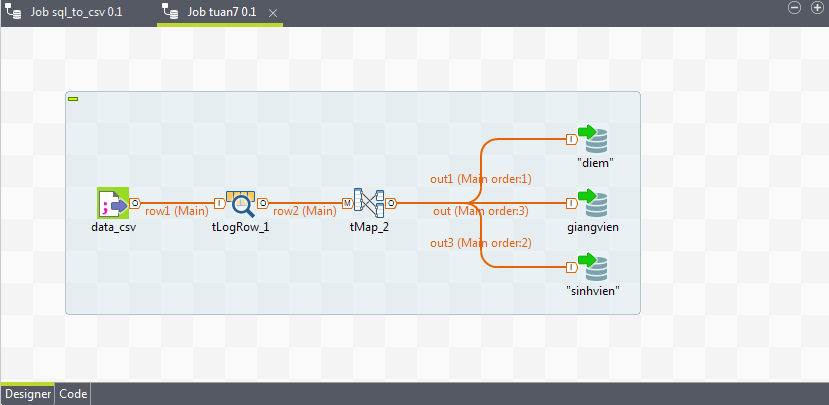 Job sql_to_csv 0.1
Job tuan7 0.1
"diem"
out1 (Main order:1)
data_csv
row1 (Main)
tLogRow_1
row2 (Main)
M
tMap_2
out (Main order:3)
giangvien
out3 (Main order:2)
"sinhvien"
Designer
Code